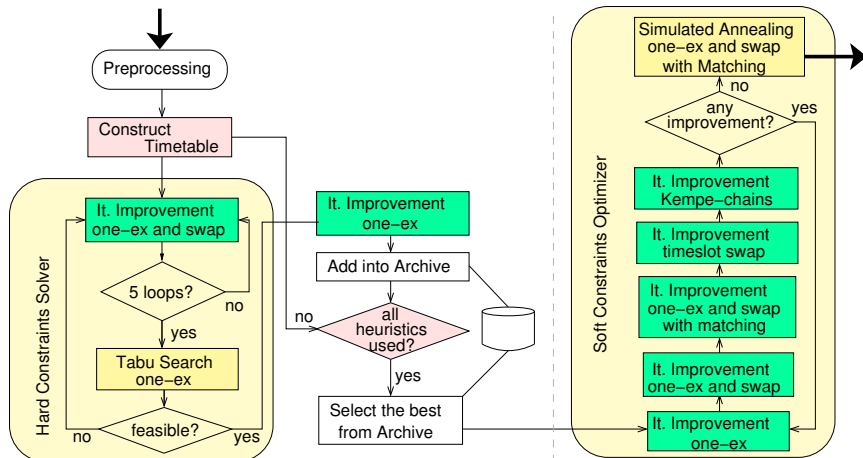 Preprocessing
Construct
Timetable
Hard Constraints Solver
It. Improvement
one-ex and swap
5 loops?
no
yes
Tabu Search
one-ex
feasible?
no
yes
It. Improvement
one-ex
Add into Archive
all
heuristics
used?
no
yes
Select the best
from Archive
Soft Constraints Optimizer
Simulated Annealing
one-ex and swap
with Matching
no
any
improvement?
yes
It. Improvement
Kempe-chains
It. Improvement
timeslot swap
It. Improvement
one-ex and swap
with matching
It. Improvement
one-ex and swap
It. Improvement
one-ex